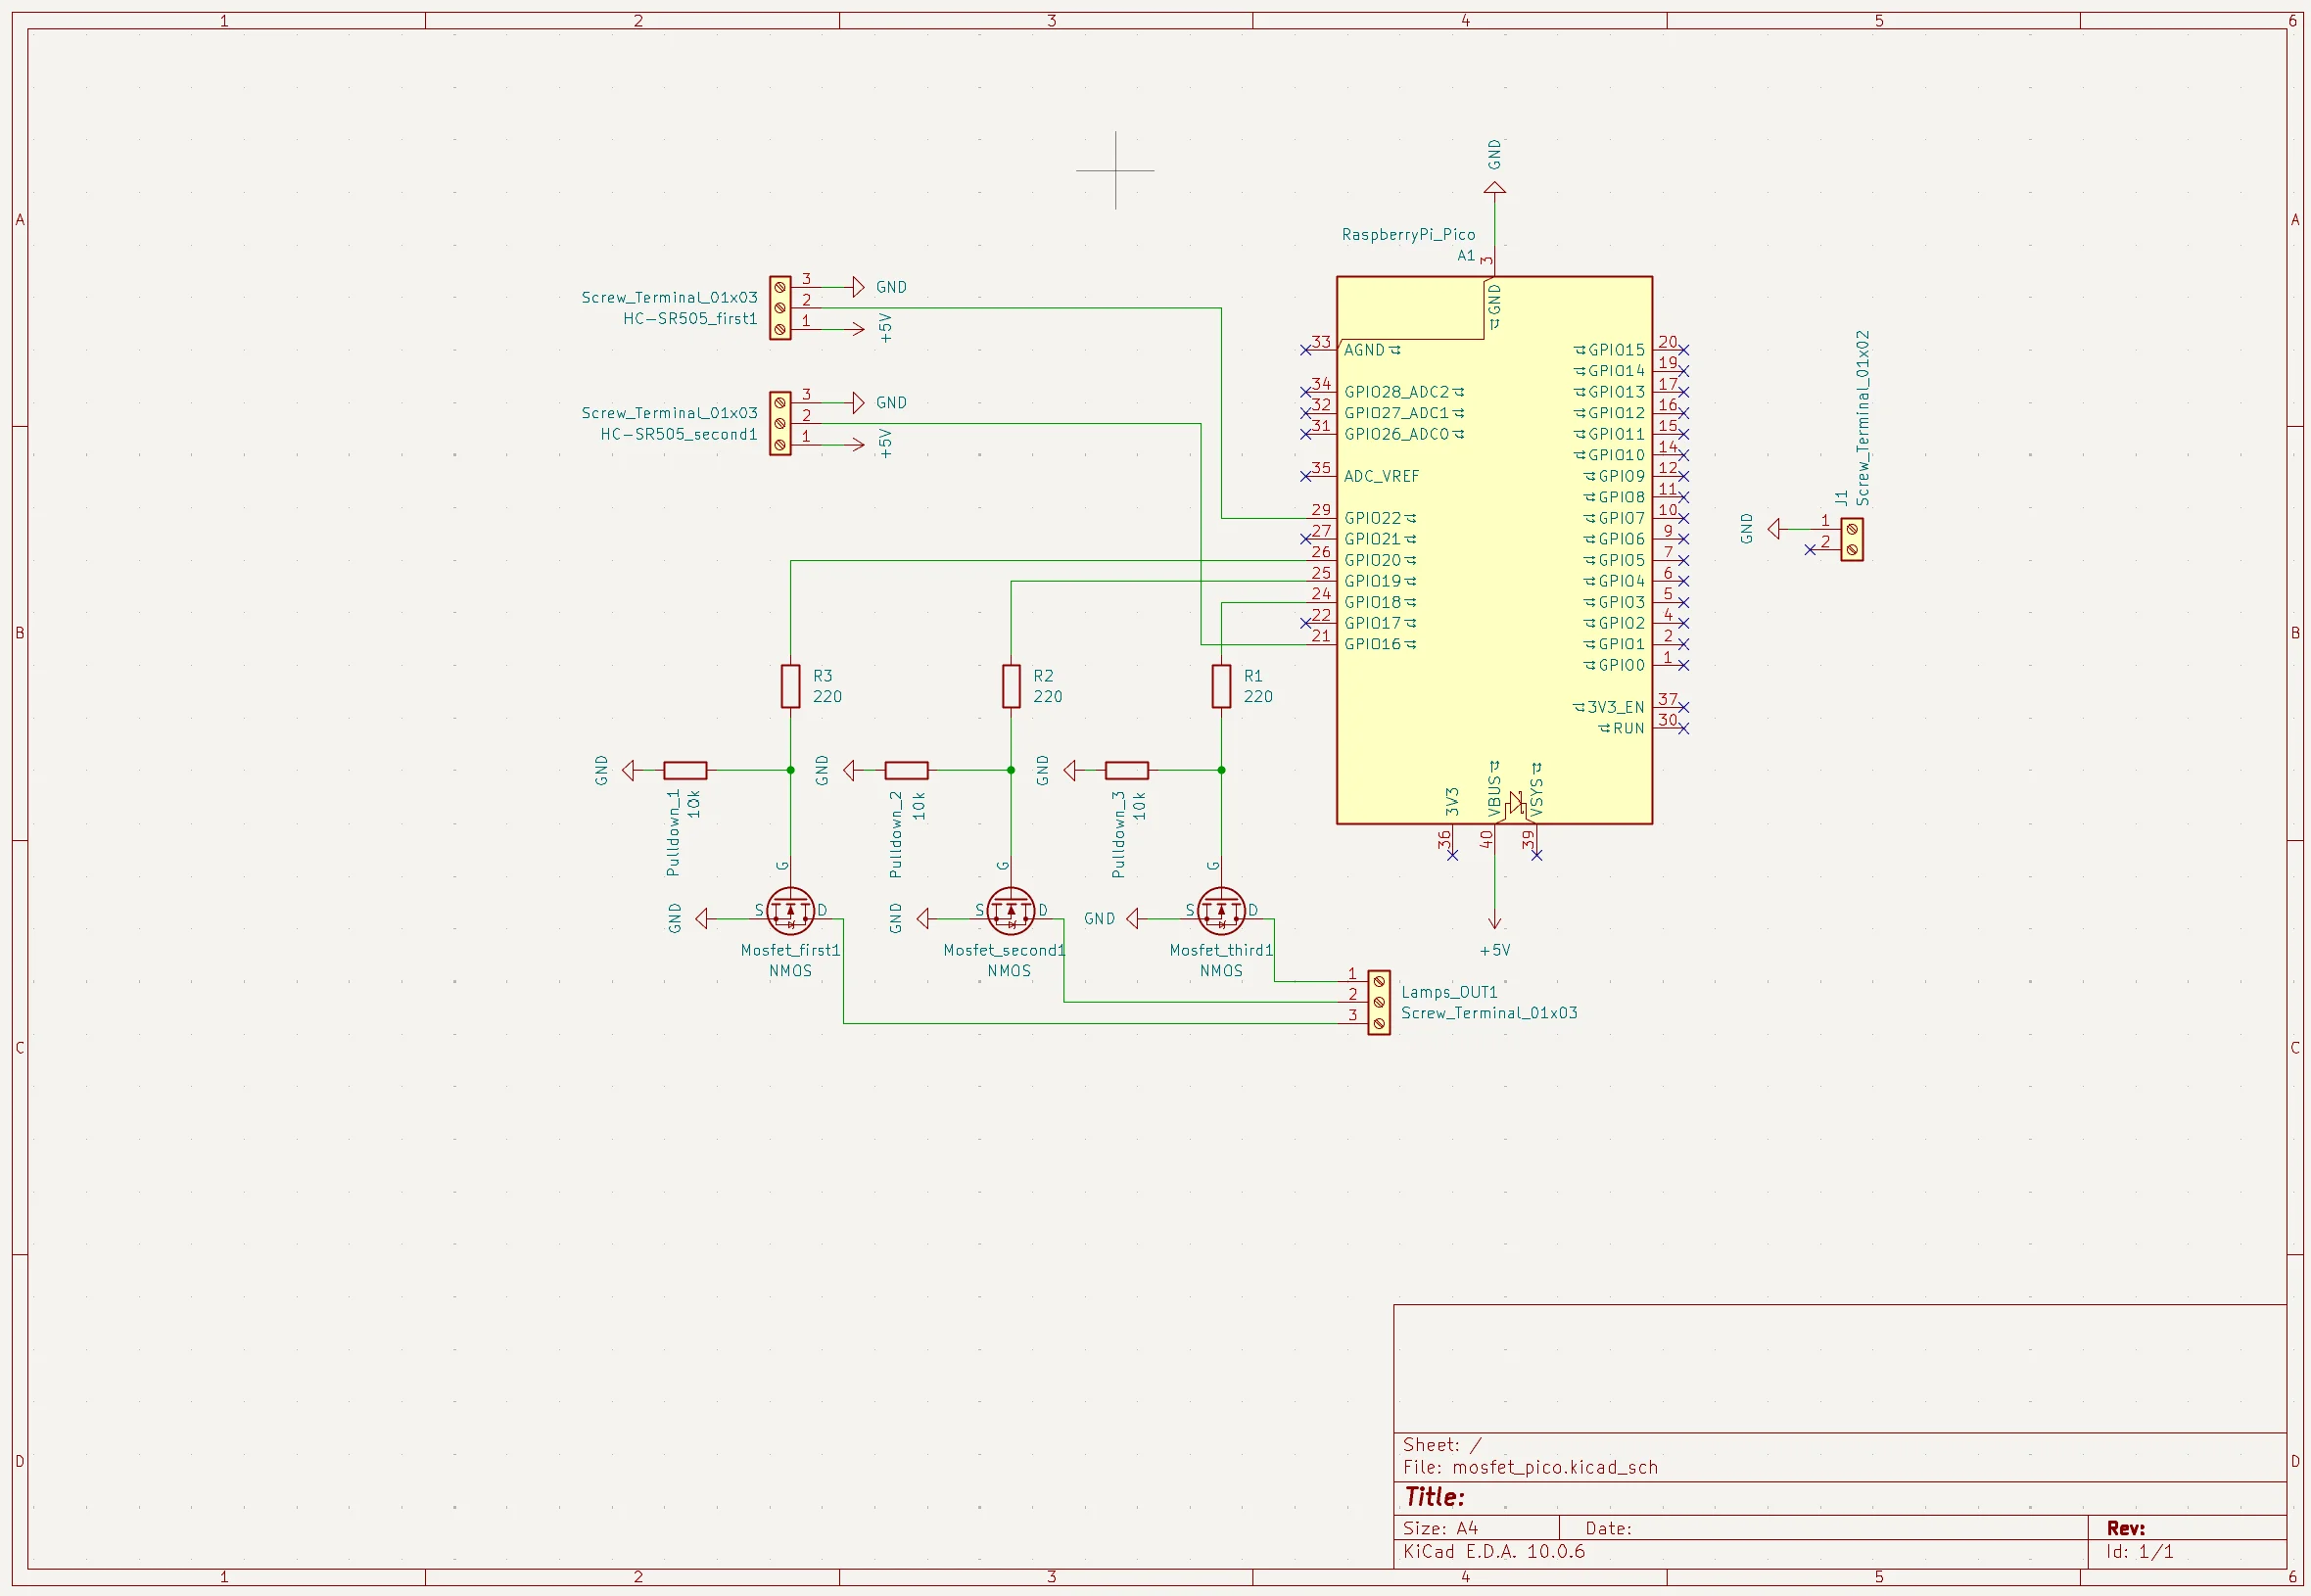 1 2 3 4 5 6
A
B
C
D
A
B
C
D
GND
RaspberryPi_Pico
A1
3
GND
Screw_Terminal_01x03
HC-SR505_first1
3
2
1
GND
+5V
Screw_Terminal_01x03
HC-SR505_second1
3
2
1
GND
+5V
33 AGND
34 GPIO28_ADC2
32 GPIO27_ADC1
31 GPIO26_ADC0
35 ADC_VREF
29 GPIO22
27 GPIO21
26 GPIO20
25 GPIO19
24 GPIO18
22 GPIO17
21 GPIO16
GPIO15 20
GPIO14 19
GPIO13 17
GPIO12 16
GPIO11 15
GPIO10 14
GPIO9 12
GPIO8 11
GPIO7 10
GPIO6 9
GPIO5 7
GPIO4 6
GPIO3 5
GPIO2 4
GPIO1 2
GPIO0 1
3V3_EN 37
RUN 30
3V3
VBUS
VSYS
36
40
39
+5V
J1
Screw_Terminal_01x02
GND
1
2
R3
220
R2
220
R1
220
GND
Pulldown_1
10k
GND
Pulldown_2
10k
GND
Pulldown_3
10k
GND
G
S
D
Mosfet_first1
NMOS
GND
G
S
D
Mosfet_second1
NMOS
GND
G
S
D
Mosfet_third1
NMOS
1
2
3
Lamps_OUT1
Screw_Terminal_01x03
Sheet: /
File: mosfet_pico.kicad_sch
Title:
Size: A4 Date: Rev:
KiCad E.D.A. 10.0.6 Id: 1/1
1 2 3 4 5 6